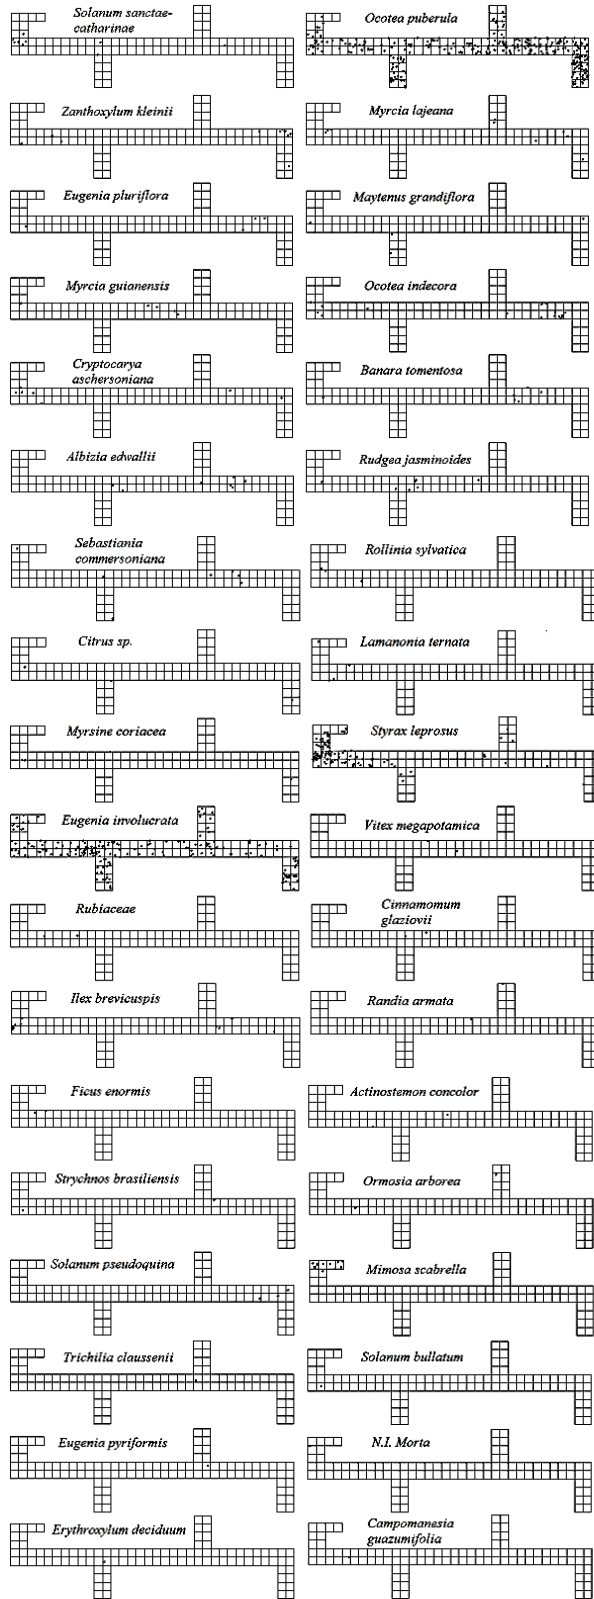 Solanum sanctae-
catharinae
Ocotea puberula
Zanthoxylum kleinii
Myrcia lajeana
Eugenia pluriflora
Maytenus grandiflora
Myrcia guianensis
Ocotea indecora
Cryptocarya
aschersoniana
Banara tomentosa
Albizia edwallii
Rudgea jasminoides
Sebastiania
commersoniana
Rollinia sylvatica
Citrus sp.
Lamanonia ternata
Myrsine coriacea
Styrax leprosus
Eugenia involucrata
Vitex megapotamica
Rubiaceae
Cinnamomum
glaziovii
Ilex brevicuspis
Randia armata
Ficus enormis
Actinostemon concolor
Strychnos brasiliensis
Ormosia arborea
Solanum pseudoquina
Mimosa scabrella
Trichilia claussenii
Solanum bullatum
Eugenia pyriformis
N.I. Morta
Erythroxylum deciduum
Campomanesia
guazumifolia